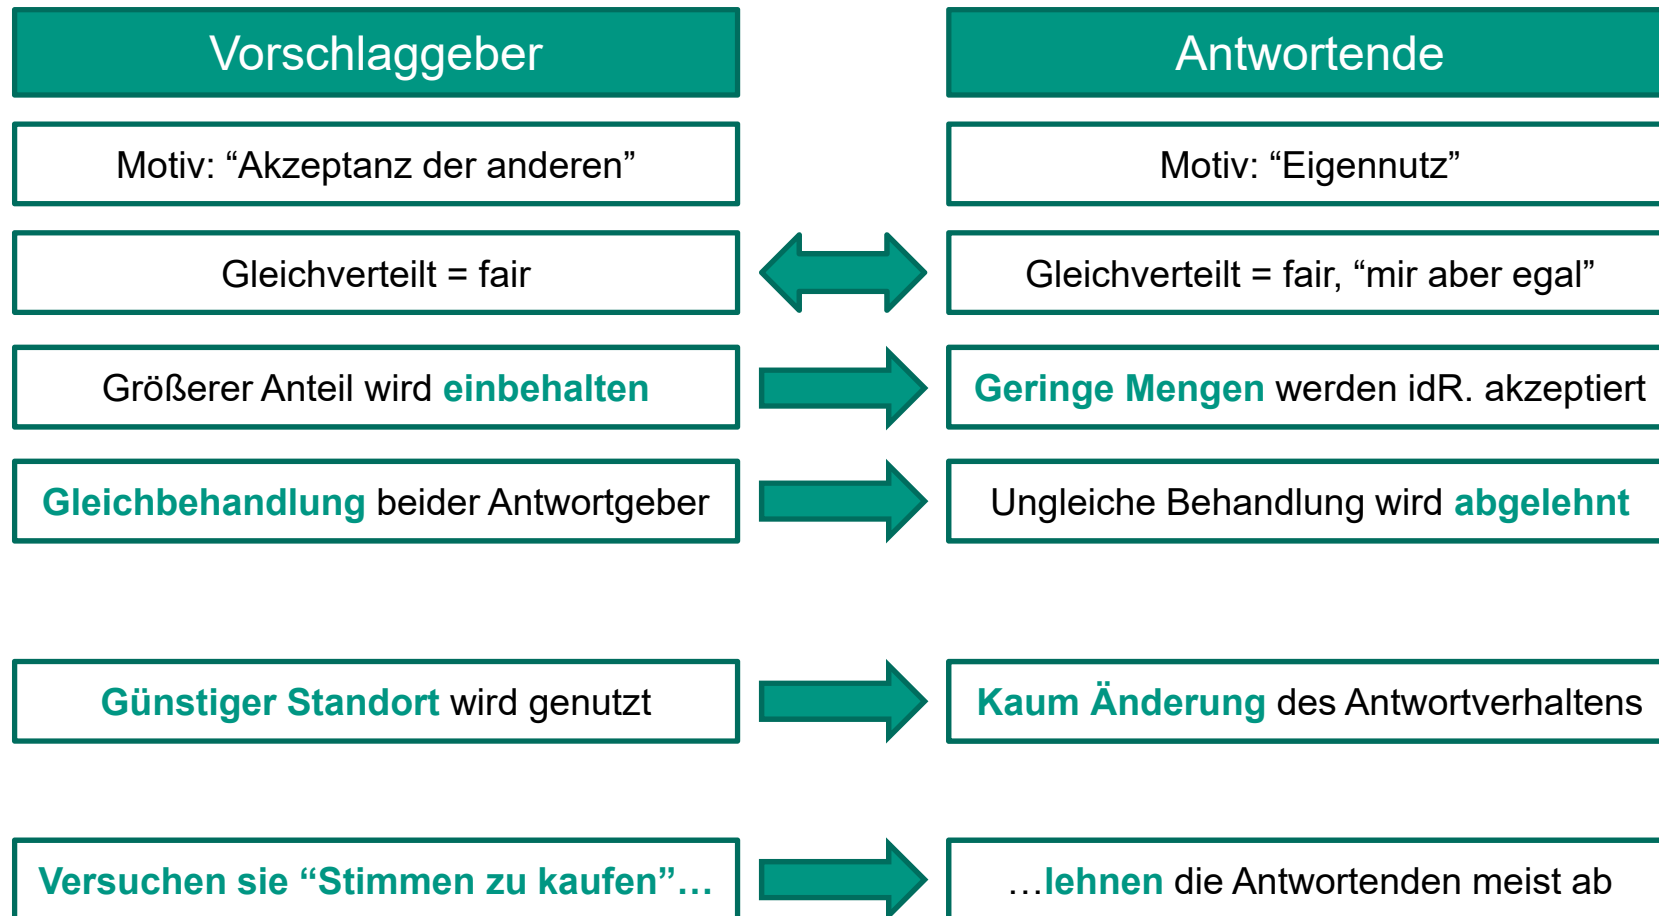 Vorschlaggeber
Antwortende
Motiv: “Akzeptanz der anderen”
Motiv: “Eigennutz”
Gleichverteilt = fair
Gleichverteilt = fair, “mir aber egal”
Größerer Anteil wird einbehalten
Geringe Mengen werden idR. akzeptiert
Gleichbehandlung beider Antwortgeber
Ungleiche Behandlung wird abgelehnt
Günstiger Standort wird genutzt
Kaum Änderung des Antwortverhaltens
Versuchen sie “Stimmen zu kaufen”…
…lehnen die Antwortenden meist ab